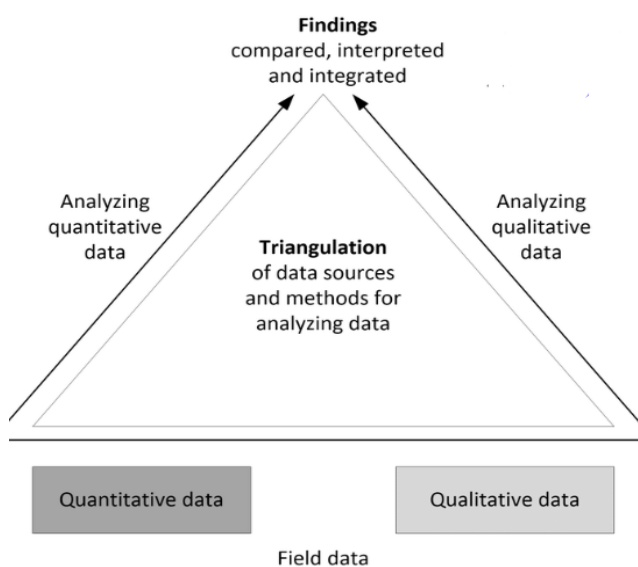 Findings
compared, interpreted
and integrated
Analyzing
quantitative
data
Analyzing
qualitative
data
Triangulation
of data sources
and methods for
analyzing data
Quantitative data
Qualitative data
Field data